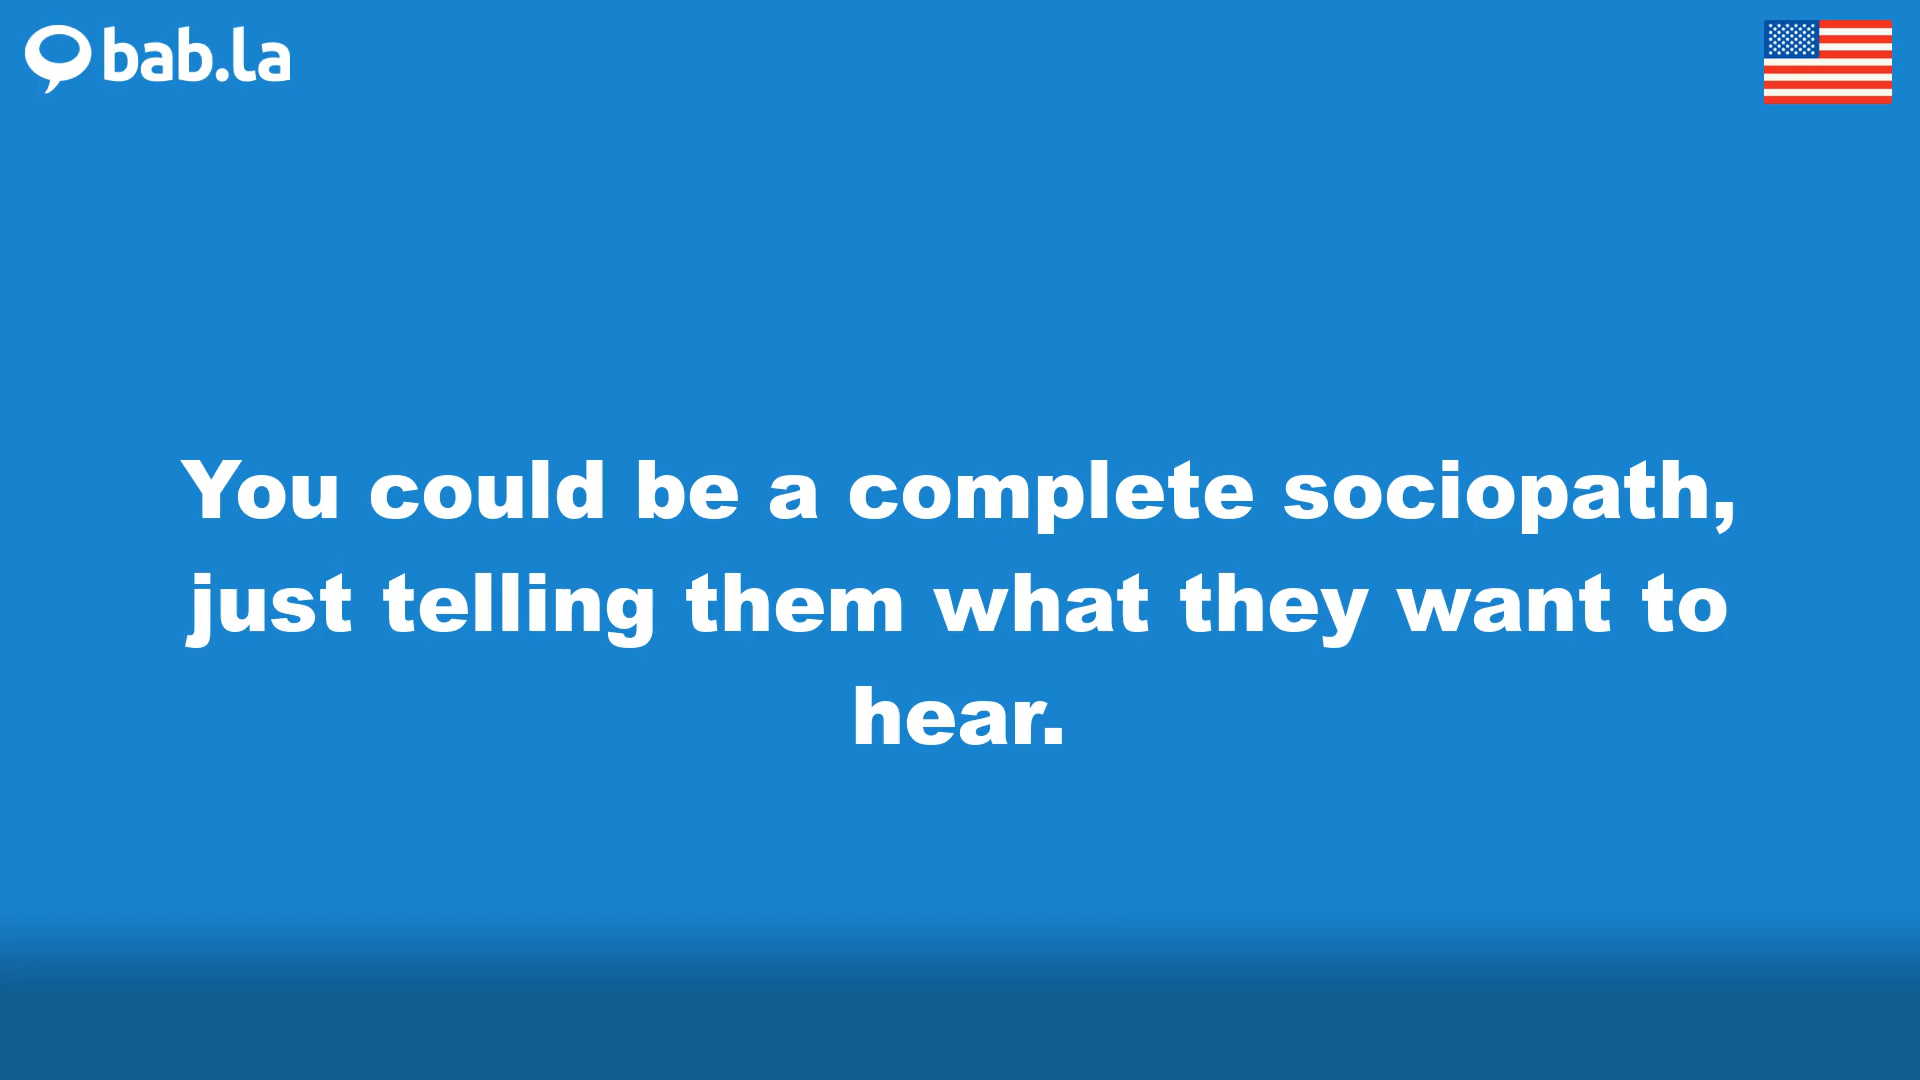 bab.la
You could be a complete sociopath,
just telling them what they want to
hear.